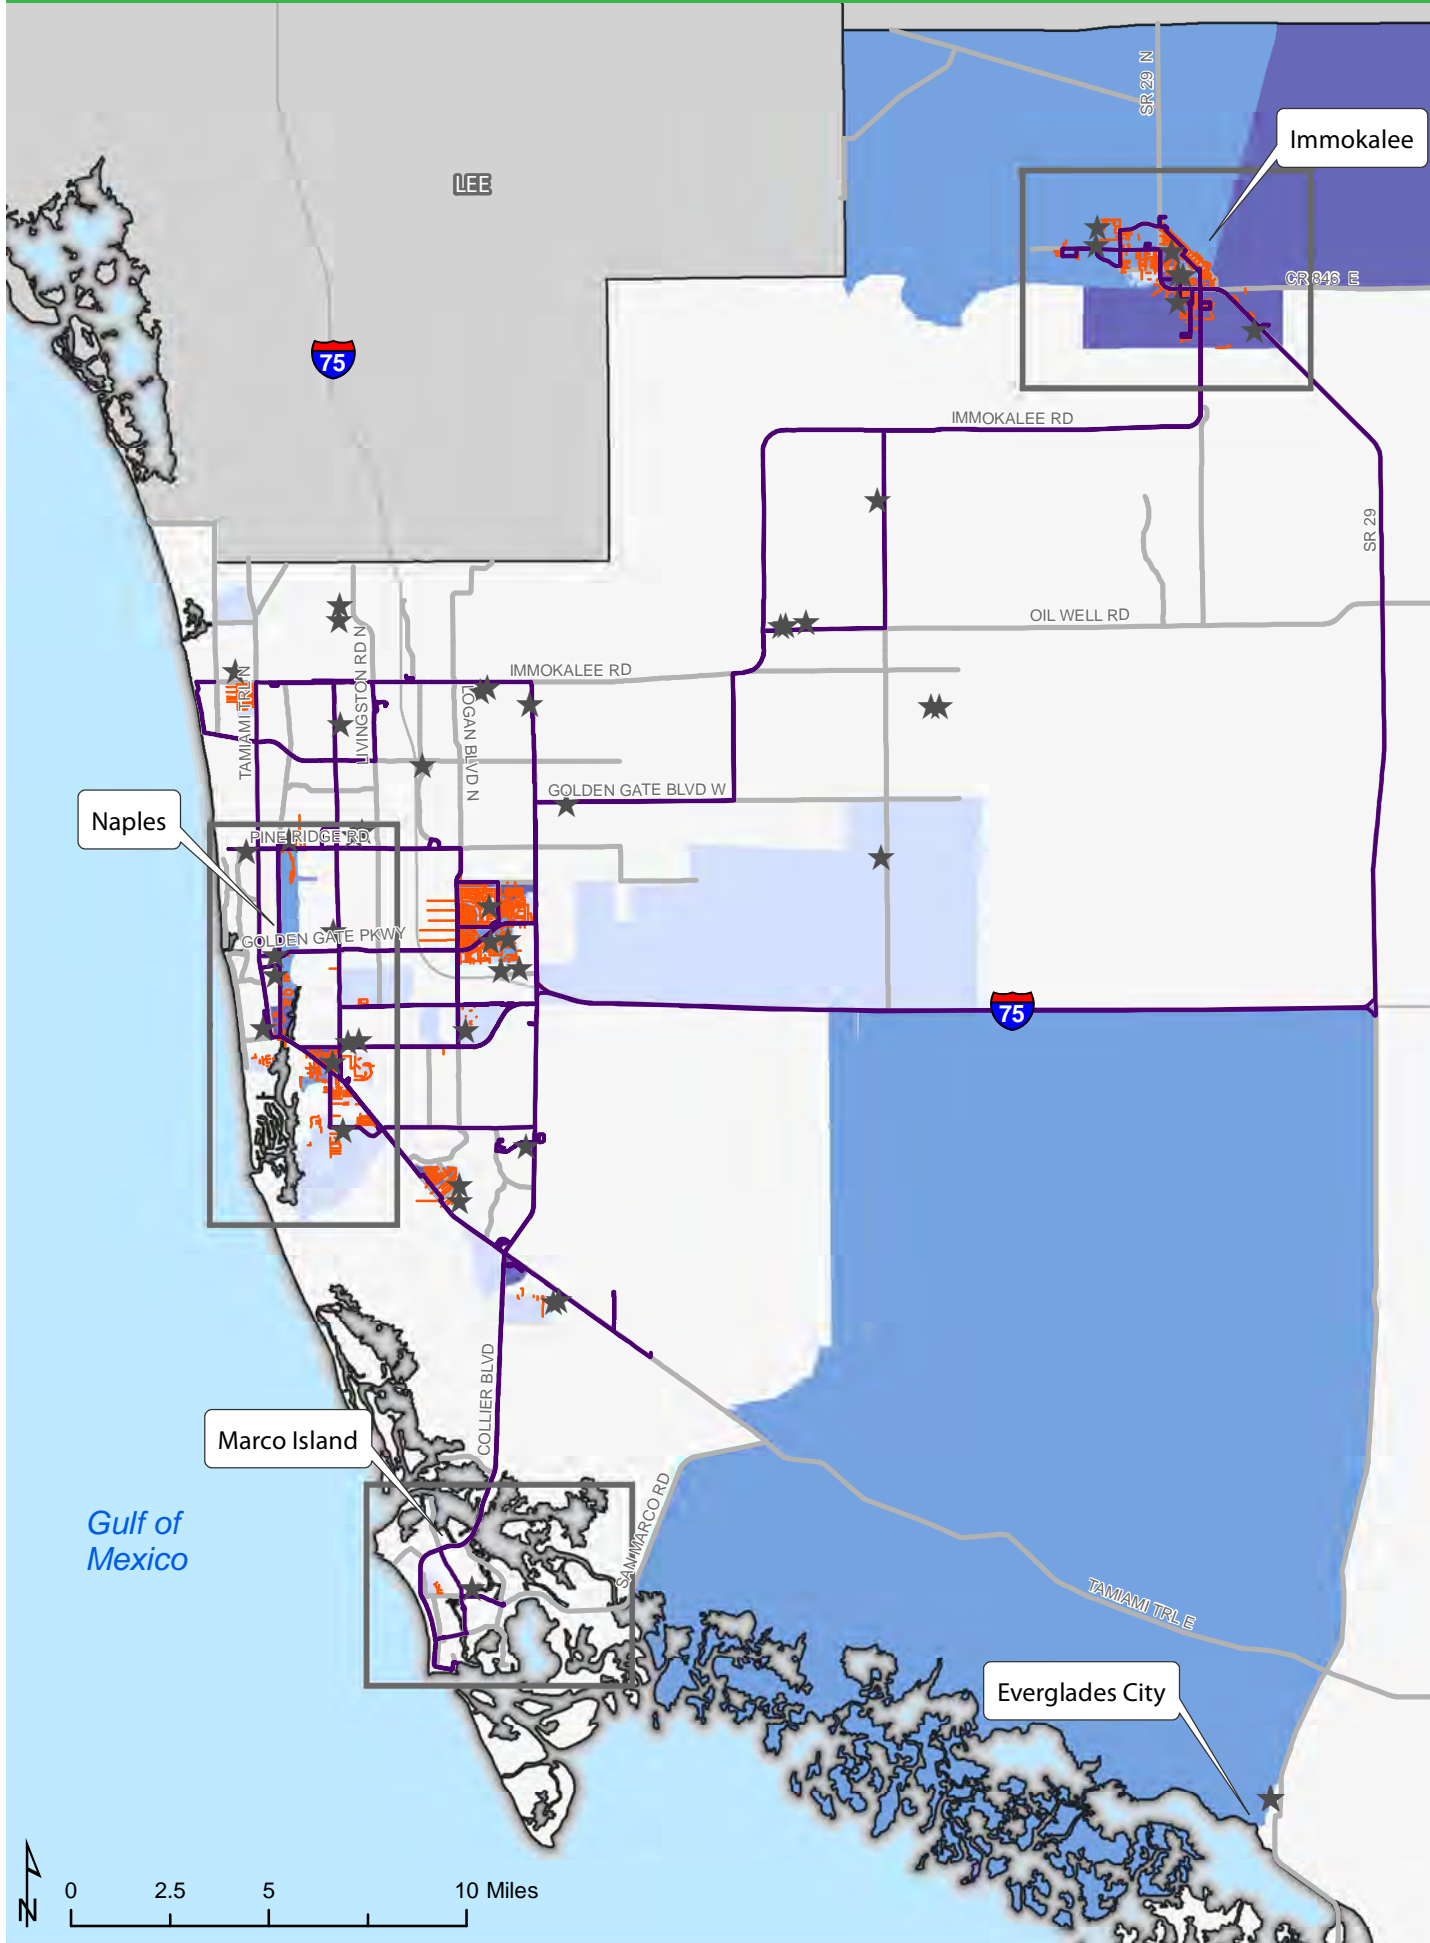 SR 29 N
Immokalee
LEE
CR 846 E
75
IMMOKALEE RD
SR 29
OIL WELL RD
LIVINGSTON RD N
IMMOKALEE RD
TAMIAMI TRL N
LOGAN BLVD N
GOLDEN GATE BLVD W
Naples
PINE RIDGE RD
GOLDEN GATE PKWY
75
COLLIER BLVD
Marco Island
SAN MARCO RD
Gulf of
Mexico
TAMIAMI TRL E
Everglades City
N
0 2.5 5 10 Miles